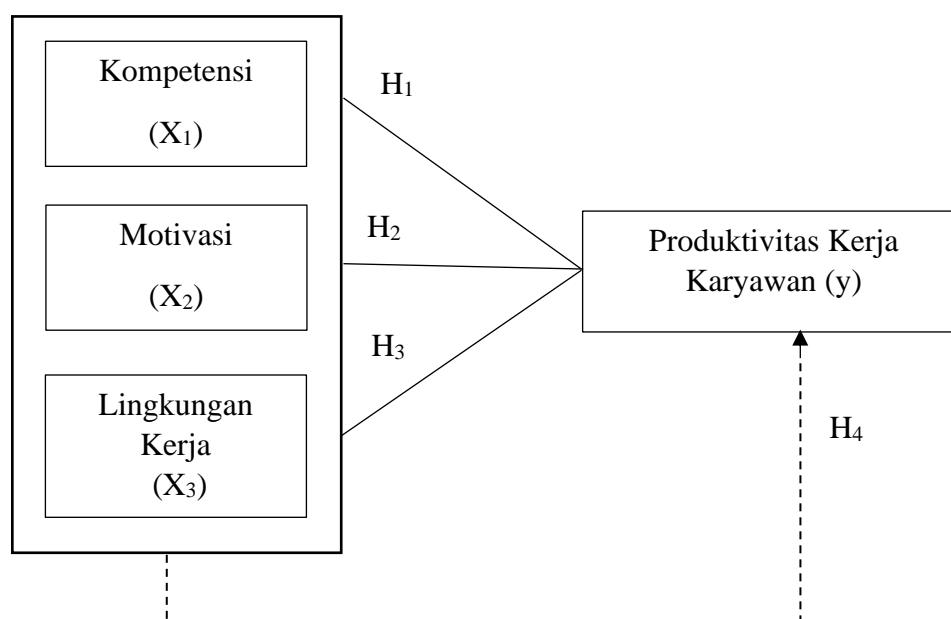 Kompetensi
(X₁)
H₁
Motivasi
(X₂)
H₂
Lingkungan
Kerja
(X₃)
H₃
Produktivitas Kerja
Karyawan (y)
H₄